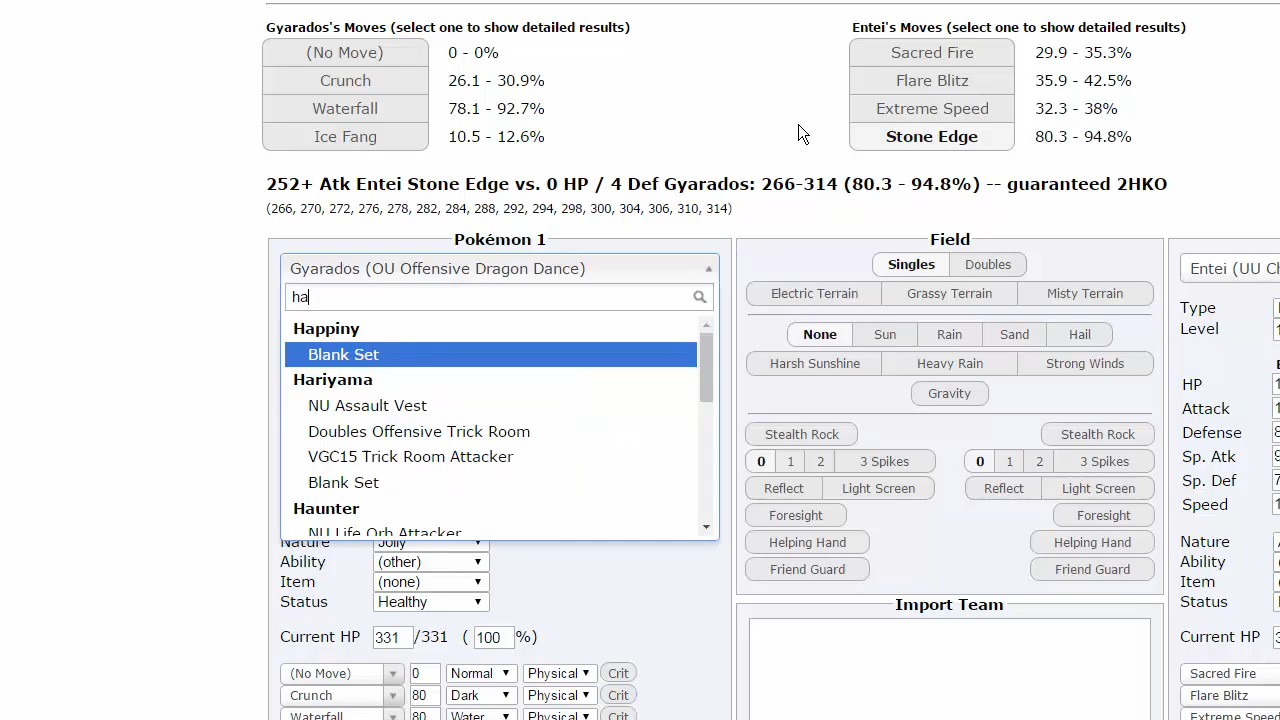 Gyarados's Moves (select one to show detailed results)
(No Move) 0 - 0%
Crunch 26.1 - 30.9%
Waterfall 78.1 - 92.7%
Ice Fang 10.5 - 12.6%
Entei's Moves (select one to show detailed results)
Sacred Fire 29.9 - 35.3%
Flare Blitz 35.9 - 42.5%
Extreme Speed 32.3 - 38%
Stone Edge 80.3 - 94.8%
252+ Atk Entei Stone Edge vs. 0 HP / 4 Def Gyarados: 266-314 (80.3 - 94.8%) -- guaranteed 2HKO
(266, 270, 272, 276, 278, 282, 284, 288, 292, 294, 298, 300, 304, 306, 310, 314)
Pokémon 1
Gyarados (OU Offensive Dragon Dance)
ha
Happiny
Blank Set
Hariyama
NU Assault Vest
Doubles Offensive Trick Room
VGC15 Trick Room Attacker
Blank Set
Haunter
NU Life Orb Attacker
Nature Jolly
Ability (other)
Item (none)
Status Healthy
Current HP 331 /331 ( 100 %)
(No Move) 0 Normal Physical Crit
Crunch 80 Dark Physical Crit
Waterfall 80 Water Physical Crit
Field
Singles Doubles
Electric Terrain Grassy Terrain Misty Terrain
None Sun Rain Sand Hail
Harsh Sunshine Heavy Rain Strong Winds
Gravity
Stealth Rock Stealth Rock
0 1 2 3 Spikes 0 1 2 3 Spikes
Reflect Light Screen Reflect Light Screen
Foresight Foresight
Helping Hand Helping Hand
Friend Guard Friend Guard
Import Team
Entei (UU Ch
Type
Level
HP
Attack
Defense
Sp. Atk
Sp. Def
Speed
Nature
Ability
Item
Status
Current HP
Sacred Fire
Flare Blitz
Extreme Speed